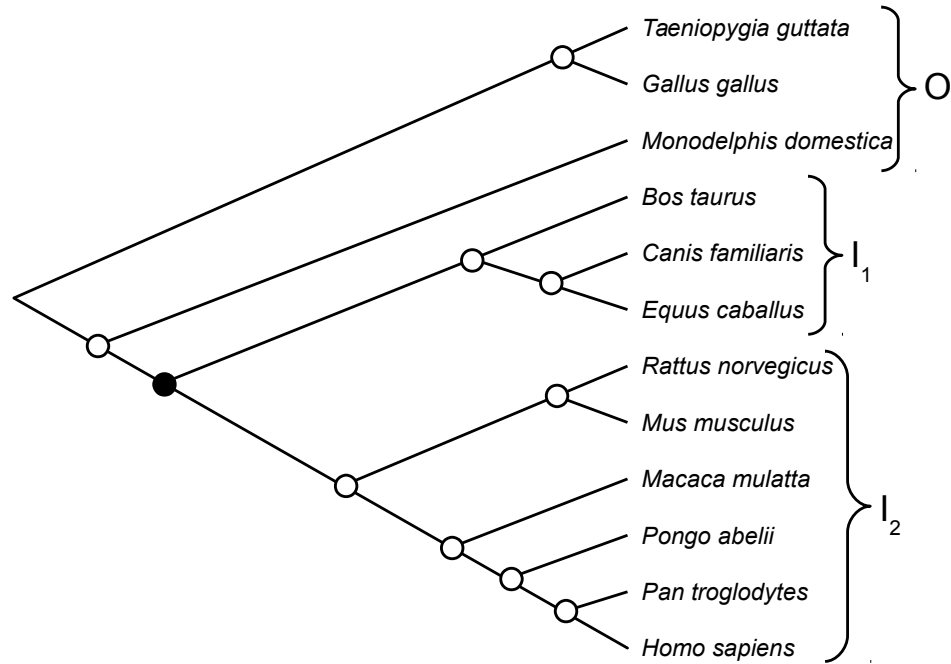 Taeniopygia guttata
Gallus gallus
O
Monodelphis domestica
Bos taurus
Canis familiaris
I1
Equus caballus
Rattus norvegicus
Mus musculus
Macaca mulatta
I2
Pongo abelii
Pan troglodytes
Homo sapiens